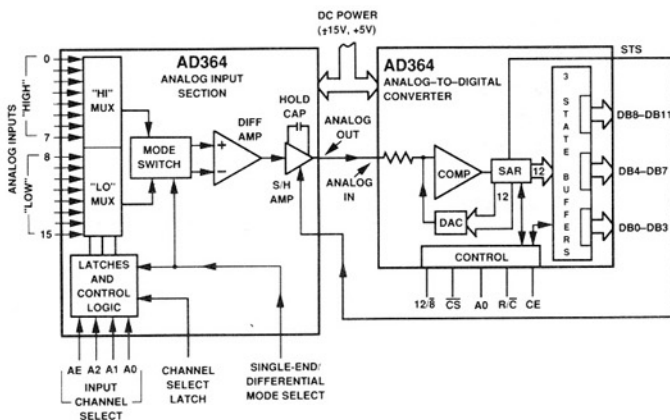 DC POWER
(±15V, +5V)
STS
AD364
ANALOG INPUT
SECTION
AD364
ANALOG–TO–DIGITAL
CONVERTER
ANALOG INPUTS
"HIGH"
"LOW"
0
7
8
15
"HI"
MUX
"LO"
MUX
MODE
SWITCH
DIFF
AMP
+
–
HOLD
CAP
S/H
AMP
ANALOG
OUT
ANALOG
IN
COMP
SAR
12
12
DAC
3
STATE
BUFFERS
DB8–DB11
DB4–DB7
DB0–DB3
CONTROL
12/8̅
C̅S̅
A0
R/C̅
CE
LATCHES
AND
CONTROL
LOGIC
AE A2 A1 A0
INPUT
CHANNEL
SELECT
CHANNEL
SELECT
LATCH
SINGLE-END/
DIFFERENTIAL
MODE SELECT